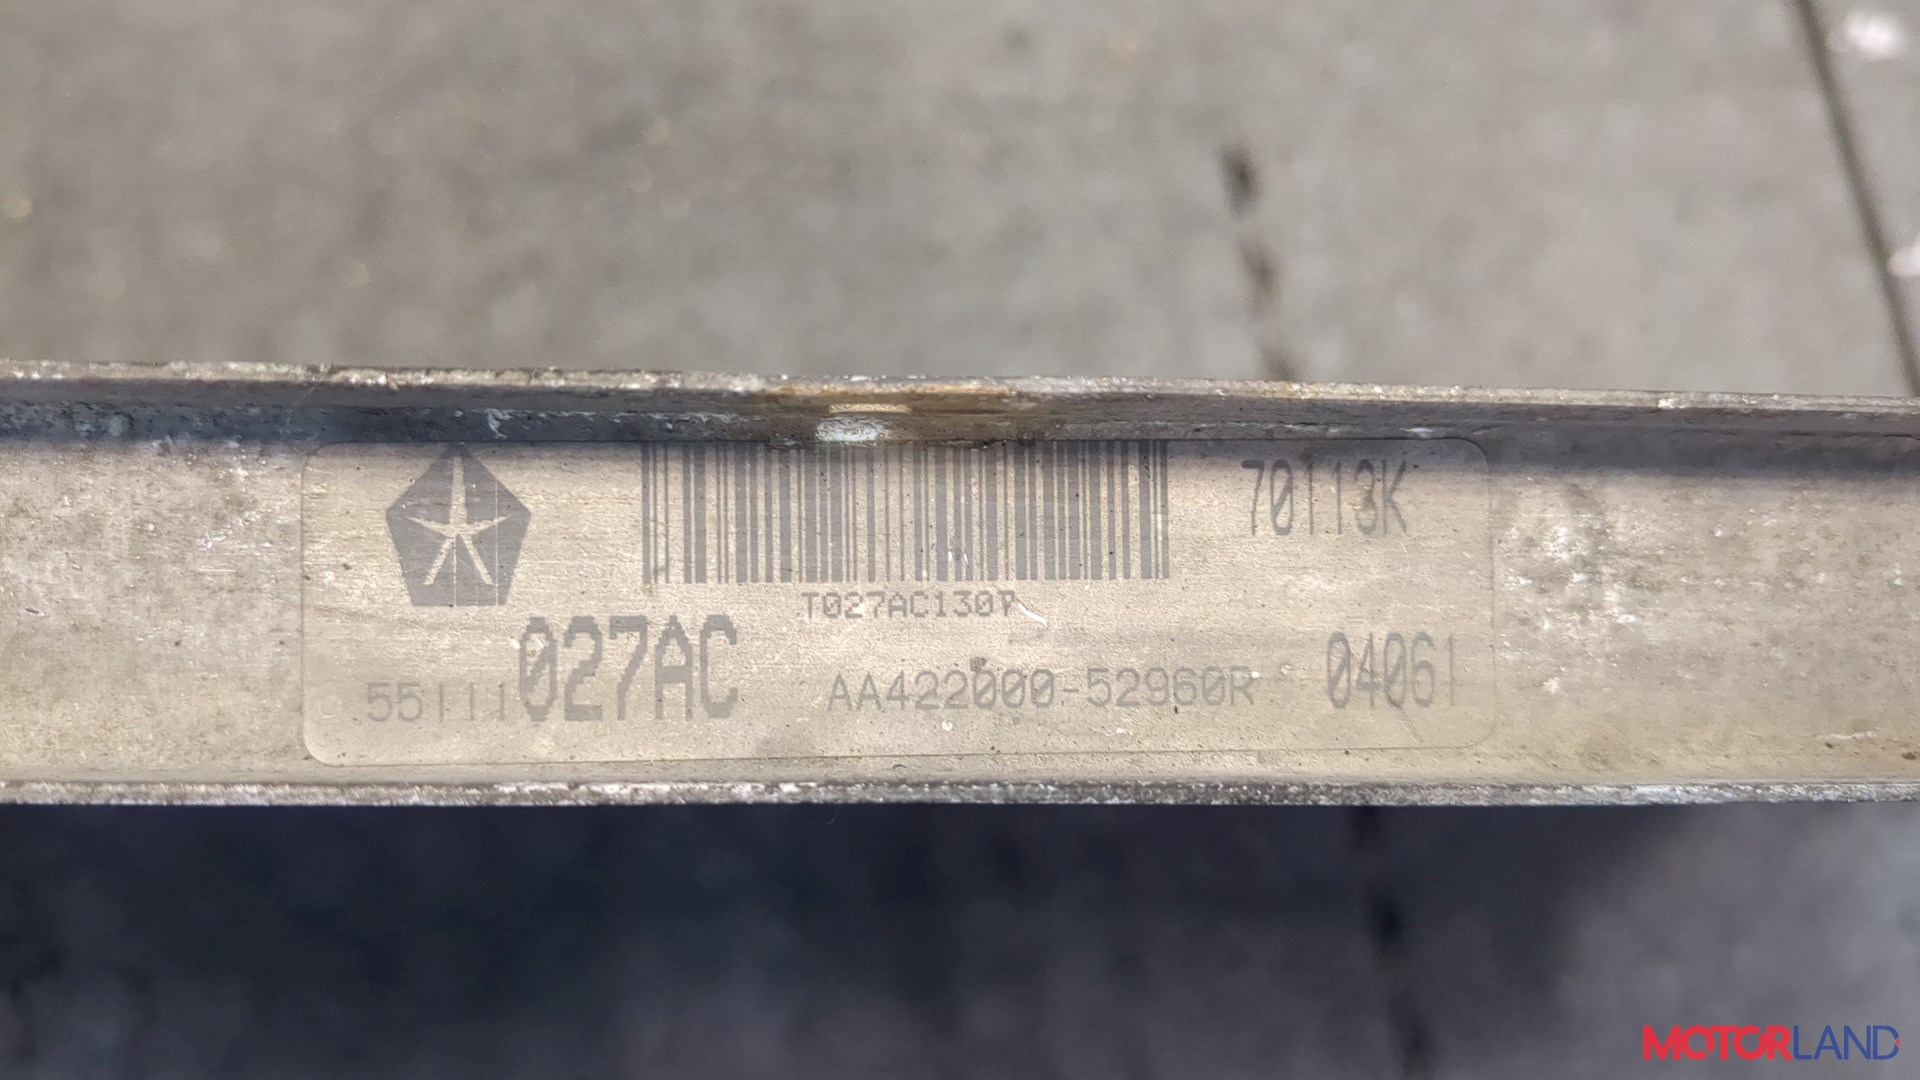 70113K
T027AC1307
55111027AC AA422000-52960R 04061
MOTORLAND